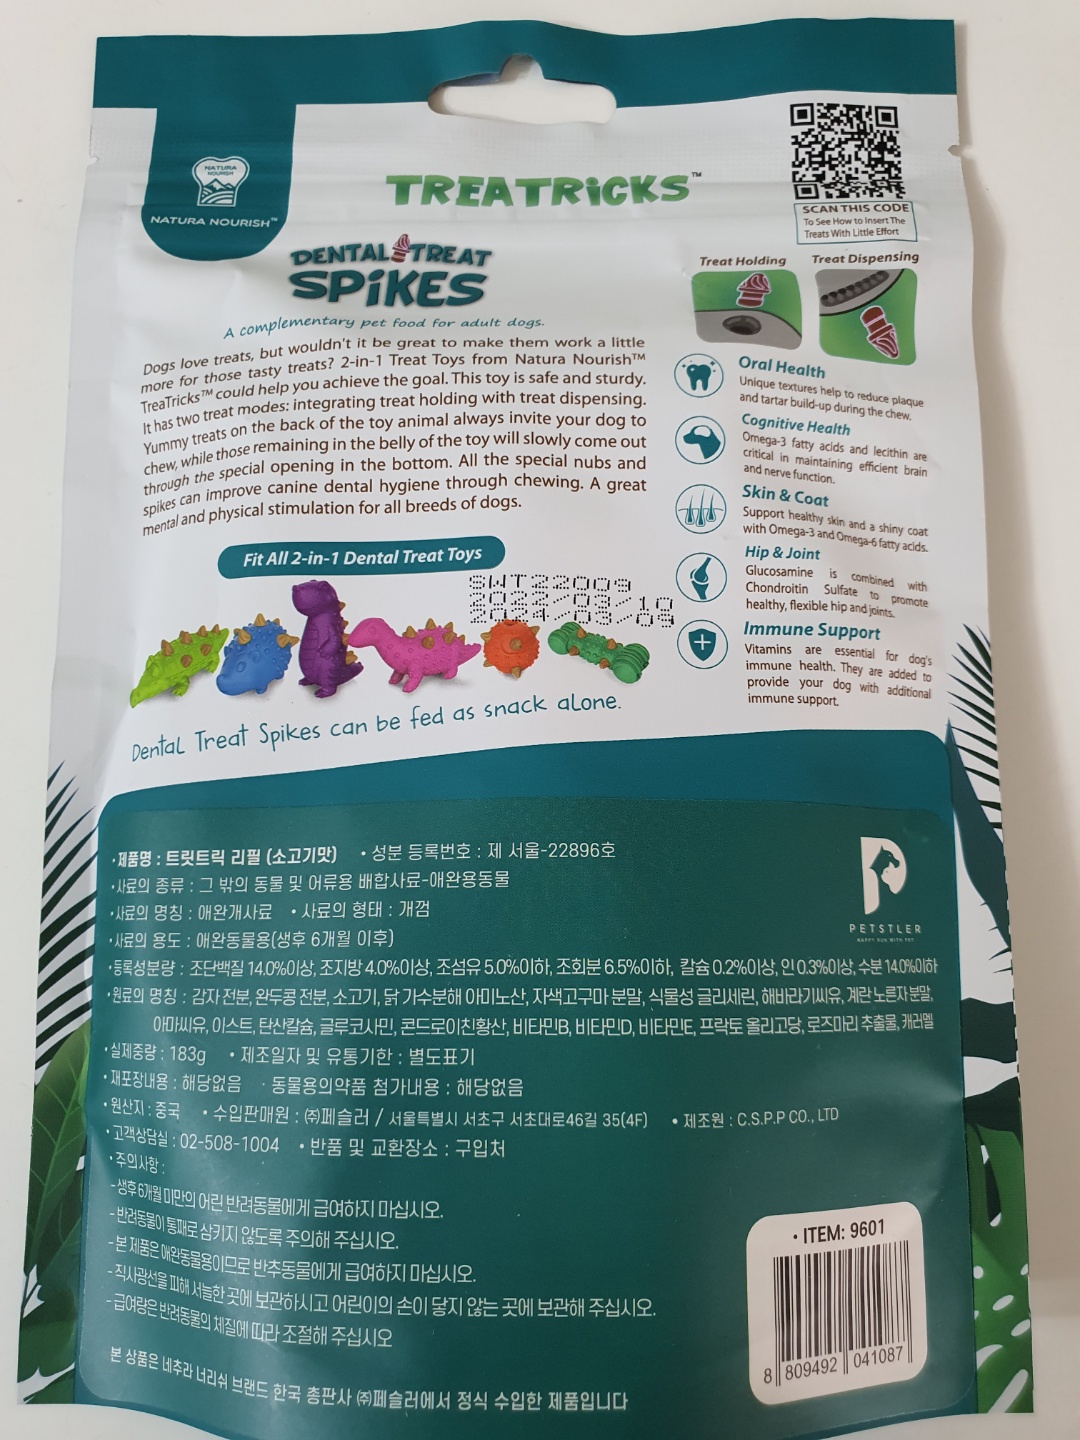 NATURA
NOURISH
NATURA NOURISH™
TREATRiCKS™
SCAN THIS CODE
To See How to Insert The
Treats With Little Effort
DENTAL TREAT
SPiKES
A complementary pet food for adult dogs.
Dogs love treats, but wouldn't it be great to make them work a little
more for those tasty treats? 2-in-1 Treat Toys from Natura Nourish™
TreaTricks™ could help you achieve the goal. This toy is safe and sturdy.
It has two treat modes: integrating treat holding with treat dispensing.
Yummy treats on the back of the toy animal always invite your dog to
chew, while those remaining in the belly of the toy will slowly come out
through the special opening in the bottom. All the special nubs and
spikes can improve canine dental hygiene through chewing. A great
mental and physical stimulation for all breeds of dogs.
Treat Holding
Treat Dispensing
Oral Health
Unique textures help to reduce plaque
and tartar build-up during the chew.
Cognitive Health
Omega-3 fatty acids and lecithin are
critical in maintaining efficient brain
and nerve function.
Skin & Coat
Support healthy skin and a shiny coat
with Omega-3 and Omega-6 fatty acids.
Hip & Joint
Glucosamine is combined with
Chondroitin Sulfate to promote
healthy, flexible hip and joints.
Immune Support
Vitamins are essential for dog's
immune health. They are added to
provide your dog with additional
immune support.
Fit All 2-in-1 Dental Treat Toys
SWT22009
2022/03/10
2024/03/09
Dental Treat Spikes can be fed as snack alone.
•제품명 : 트릿트릭 리필 (소고기맛) •성분 등록번호 : 제 서울-22896호
•사료의 종류 : 그 밖의 동물 및 어류용 배합사료-애완용동물
•사료의 명칭 : 애완개사료 •사료의 형태 : 개껌
•사료의 용도 : 애완동물용(생후 6개월 이후)
•등록성분량 : 조단백질 14.0%이상, 조지방 4.0%이상, 조섬유 5.0%이하, 조회분 6.5%이하, 칼슘 0.2%이상, 인 0.3%이상, 수분 14.0%이하
•원료의 명칭 : 감자 전분, 완두콩 전분, 소고기, 닭 가수분해 아미노산, 자색고구마 분말, 식물성 글리세린, 해바라기씨유, 계란 노른자 분말,
아마씨유, 이스트, 탄산칼슘, 글루코사민, 콘드로이친황산, 비타민B, 비타민D, 비타민E, 프락토 올리고당, 로즈마리 추출물, 캐러멜
•실제중량 : 183g •제조일자 및 유통기한 : 별도표기
•재포장내용 : 해당없음 •동물용의약품 첨가내용 : 해당없음
•원산지 : 중국 •수입판매원 : ㈜페슬러 / 서울특별시 서초구 서초대로46길 35(4F) •제조원 : C.S.P.P CO., LTD
•고객상담실 : 02-508-1004 •반품 및 교환장소 : 구입처
•주의사항 :
-생후 6개월 미만의 어린 반려동물에게 급여하지 마십시오.
-반려동물이 통째로 삼키지 않도록 주의해 주십시오.
-본 제품은 애완동물용이므로 반추동물에게 급여하지 마십시오.
-직사광선을 피해 서늘한 곳에 보관하시고 어린이의 손이 닿지 않는 곳에 보관해 주십시오.
-급여량은 반려동물의 체질에 따라 조절해 주십시오
본 상품은 네추라 너리쉬 브랜드 한국 총판사 ㈜페슬러에서 정식 수입한 제품입니다
PETSTLER
HAPPY RUN WITH PET
• ITEM: 9601
8 809492 041087